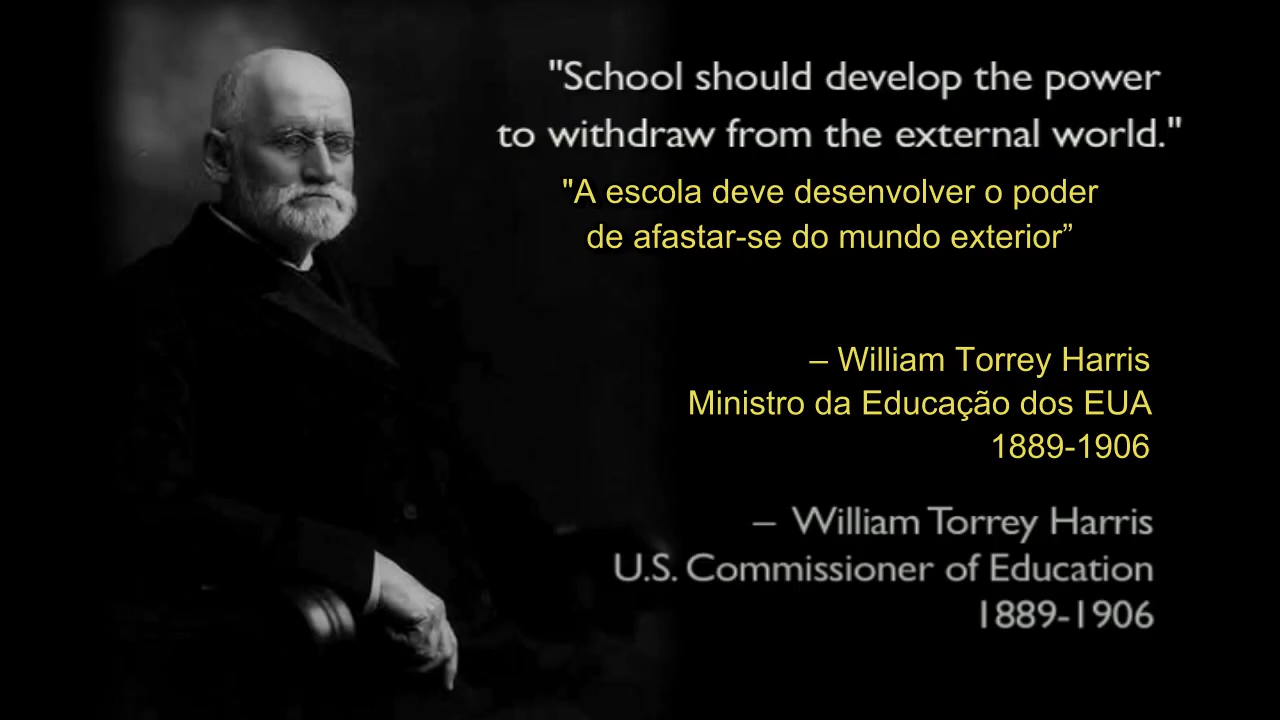 "School should develop the power
to withdraw from the external world."
"A escola deve desenvolver o poder
de afastar-se do mundo exterior”
– William Torrey Harris
Ministro da Educação dos EUA
1889-1906
– William Torrey Harris
U.S. Commissioner of Education
1889-1906